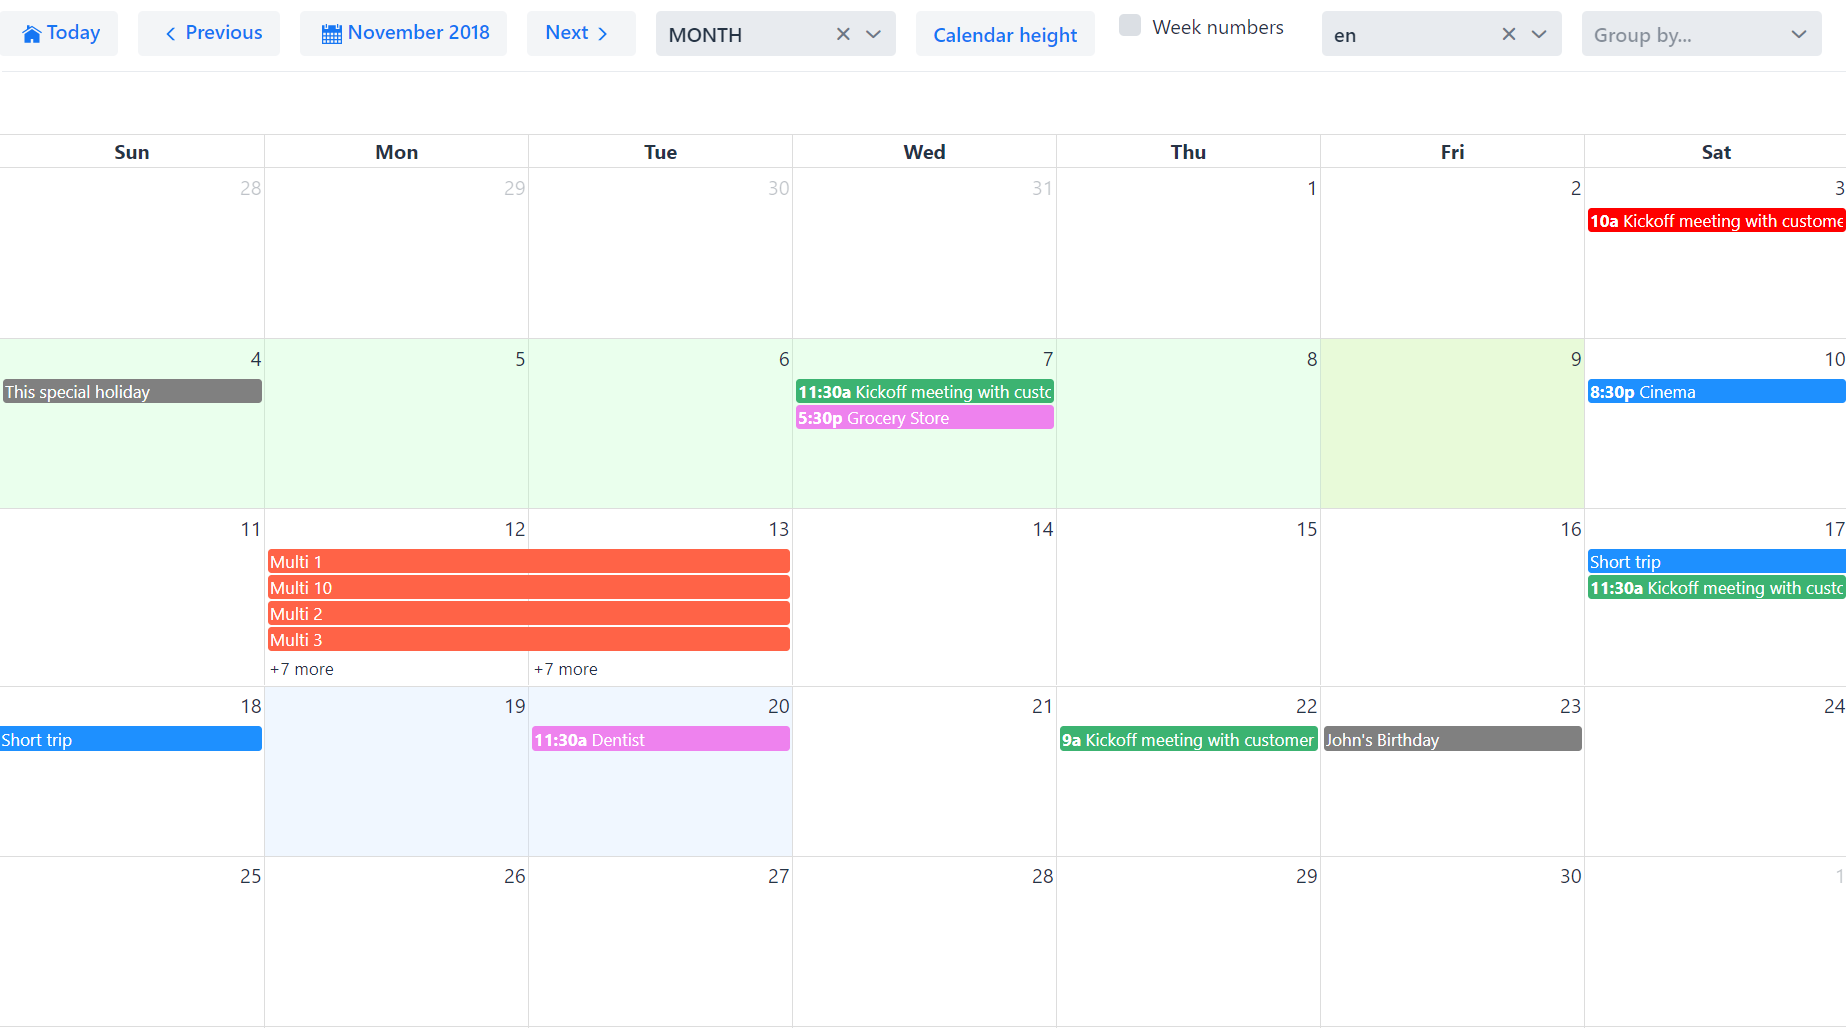 Today
Previous
November 2018
Next
MONTH
Calendar height
Week numbers
en
Group by...
Sun Mon Tue Wed Thu Fri Sat
28 29 30 31 1 2 3
10a Kickoff meeting with custome
4 5 6 7 8 9 10
This special holiday
11:30a Kickoff meeting with custo
5:30p Grocery Store
8:30p Cinema
11 12 13 14 15 16 17
Multi 1
Multi 10
Multi 2
Multi 3
+7 more
+7 more
Short trip
11:30a Kickoff meeting with custo
18 19 20 21 22 23 24
Short trip
11:30a Dentist
9a Kickoff meeting with customer
John's Birthday
25 26 27 28 29 30 1